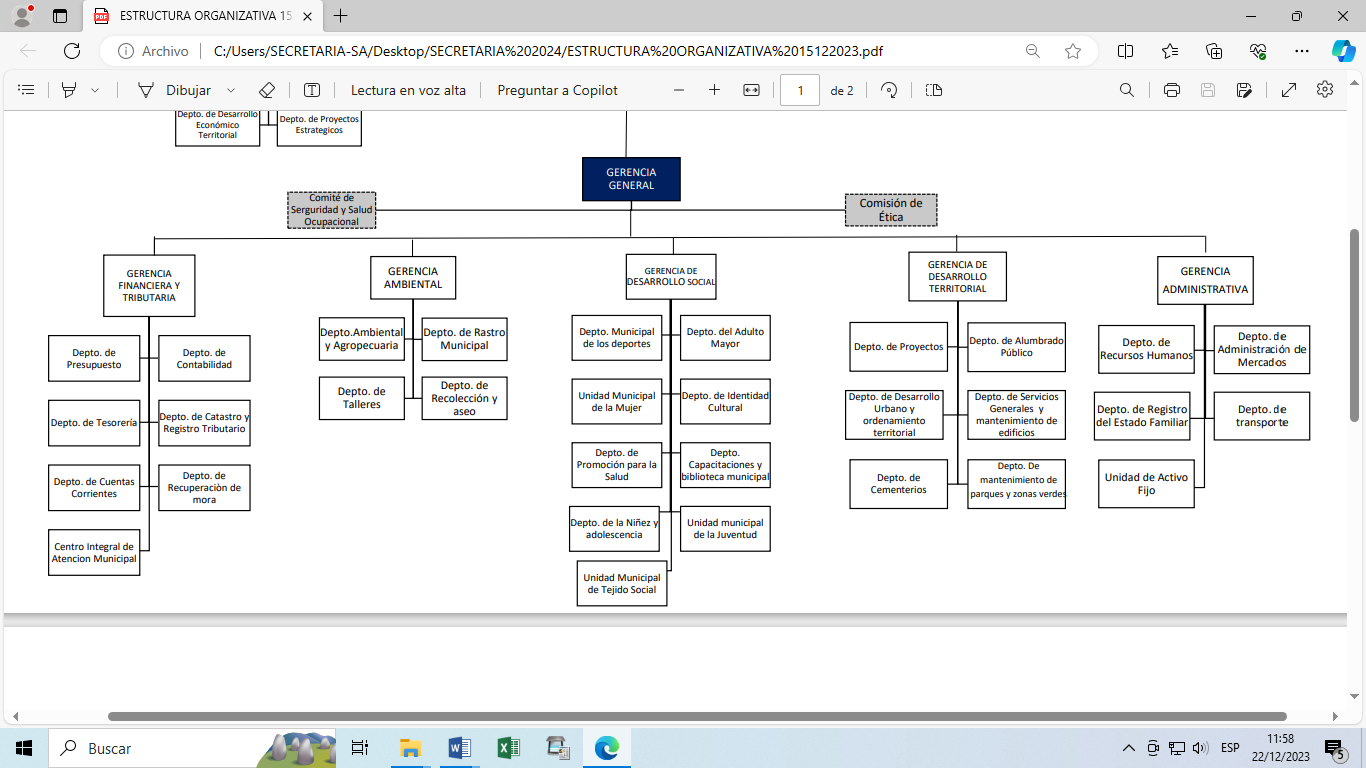 ESTRUCTURA ORGANIZATIVA 15
Archivo
C:/Users/SECRETARIA-SA/Desktop/SECRETARIA%202024/ESTRUCTURA%20ORGANIZATIVA%2015122023.pdf
Dibujar
Lectura en voz alta
Preguntar a Copilot
1
de 2
Depto. de Desarrollo
Económico
Territorial
Depto. de Proyectos
Estrategicos
GERENCIA
GENERAL
Comité de
Serguridad y Salud
Ocupacional
Comisión de
Ética
GERENCIA
FINANCIERA Y
TRIBUTARIA
Depto. de
Presupuesto
Depto. de
Contabilidad
Depto. de Tesorería
Depto. de Catastro y
Registro Tributario
Depto. de Cuentas
Corrientes
Depto. de
Recuperaciòn de
mora
Centro Integral de
Atencion Municipal
GERENCIA
AMBIENTAL
Depto.Ambiental
y Agropecuaria
Depto. de Rastro
Municipal
Depto. de
Talleres
Depto. de
Recolección y
aseo
GERENCIA DE
DESARROLLO SOCIAL
Depto. Municipal
de los deportes
Depto. del Adulto
Mayor
Unidad Municipal
de la Mujer
Depto. de Identidad
Cultural
Depto. de
Promoción para la
Salud
Depto.
Capacitaciones y
biblioteca municipal
Depto. de la Niñez y
adolescencia
Unidad municipal
de la Juventud
Unidad Municipal
de Tejido Social
GERENCIA DE
DESARROLLO
TERRITORIAL
Depto. de Proyectos
Depto. de Alumbrado
Público
Depto. de Desarrollo
Urbano y
ordenamiento
territorial
Depto. de Servicios
Generales y
mantenimiento de
edificios
Depto. de
Cementerios
Depto. De
mantenimiento de
parques y zonas verdes
GERENCIA
ADMINISTRATIVA
Depto. de
Recursos Humanos
Depto. de
Administración de
Mercados
Depto. de Registro
del Estado Familiar
Depto. de
transporte
Unidad de Activo
Fijo
Buscar
ESP
11:58
22/12/2023
5